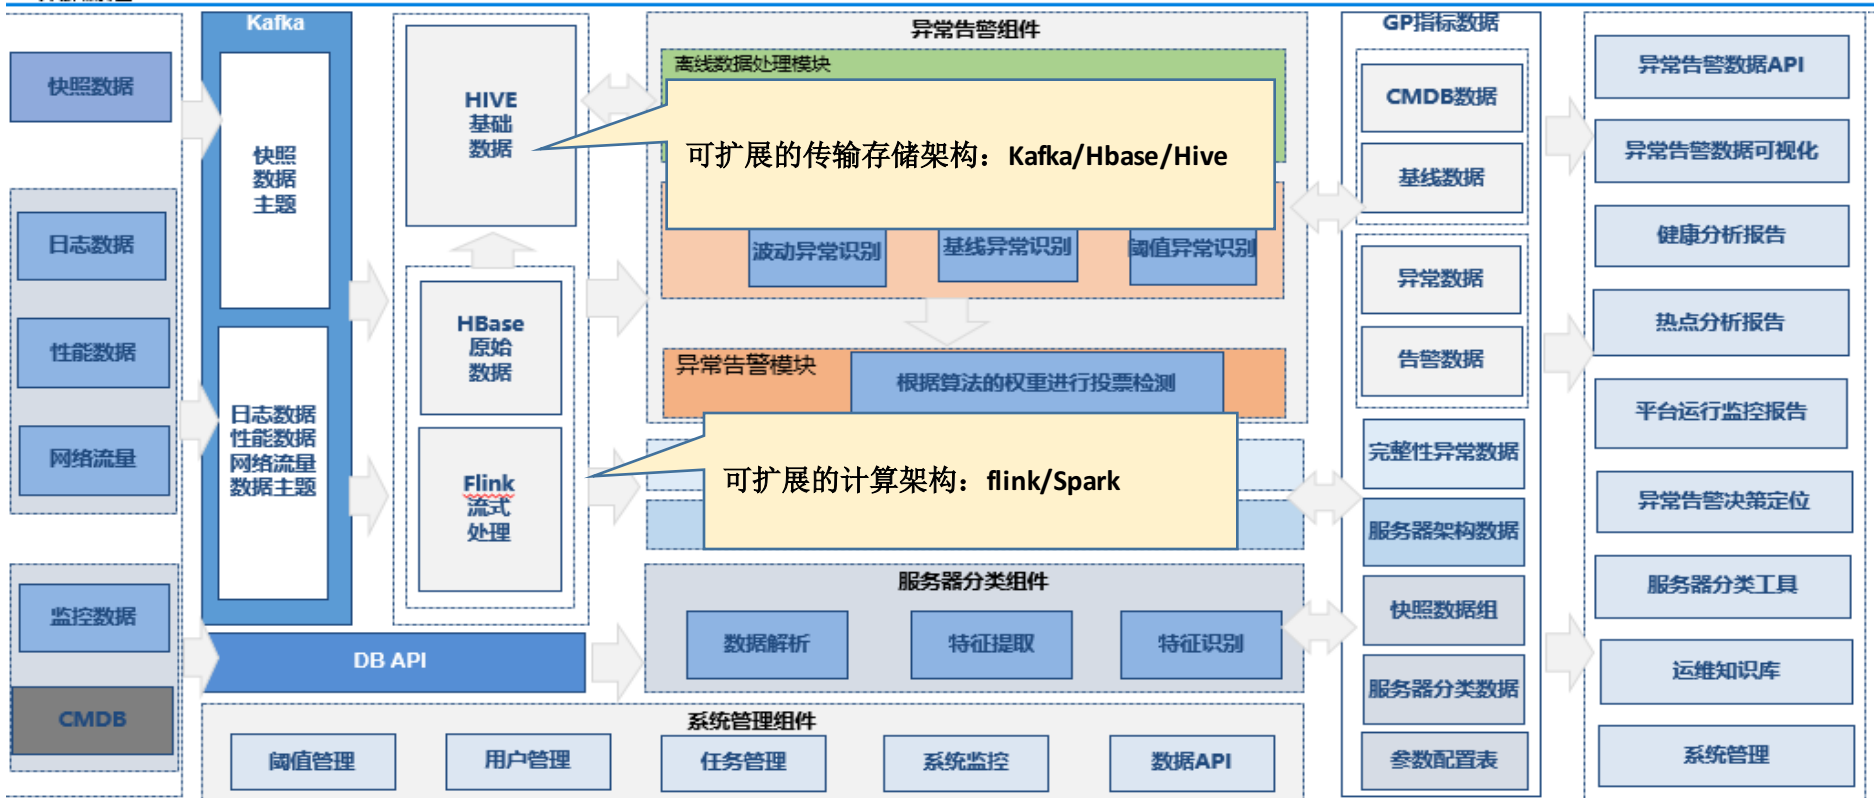 快照数据
日志数据
性能数据
网络流量
监控数据
CMDB
Kafka
快照
数据
主题
日志数据
性能数据
网络流量
数据主题
DB API
HIVE
基础
数据
HBase
原始
数据
Flink
流式
处理
异常告警组件
离线数据处理模块
可扩展的传输存储架构：Kafka/Hbase/Hive
波动异常识别
基线异常识别
阈值异常识别
异常告警模块
根据算法的权重进行投票检测
可扩展的计算架构：flink/Spark
服务器分类组件
数据解析
特征提取
特征识别
系统管理组件
阈值管理
用户管理
任务管理
系统监控
数据API
GP指标数据
CMDB数据
基线数据
异常数据
告警数据
完整性异常数据
服务器架构数据
快照数据组
服务器分类数据
参数配置表
异常告警数据API
异常告警数据可视化
健康分析报告
热点分析报告
平台运行监控报告
异常告警决策定位
服务器分类工具
运维知识库
系统管理